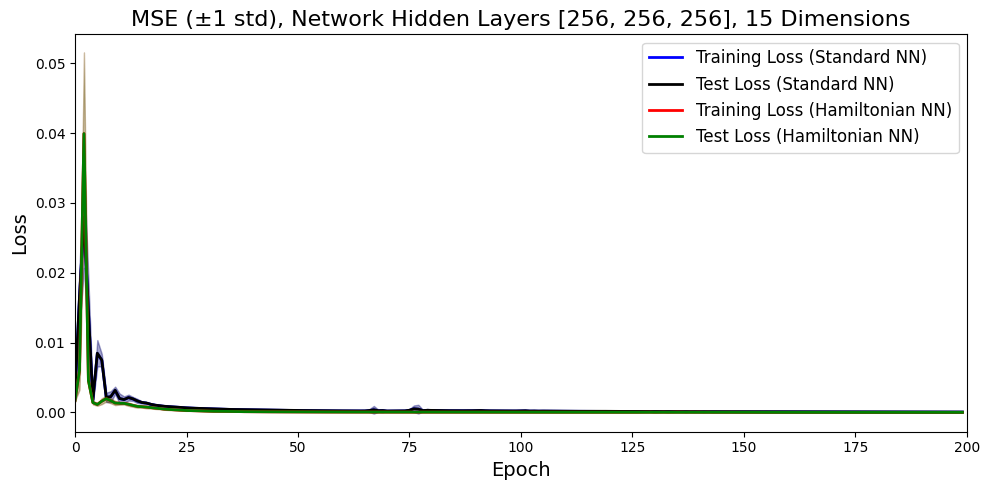 MSE (±1 std), Network Hidden Layers [256, 256, 256], 15 Dimensions
Training Loss (Standard NN)
Test Loss (Standard NN)
Training Loss (Hamiltonian NN)
Test Loss (Hamiltonian NN)
Loss
0.05
0.04
0.03
0.02
0.01
0.00
0 25 50 75 100 125 150 175 200
Epoch